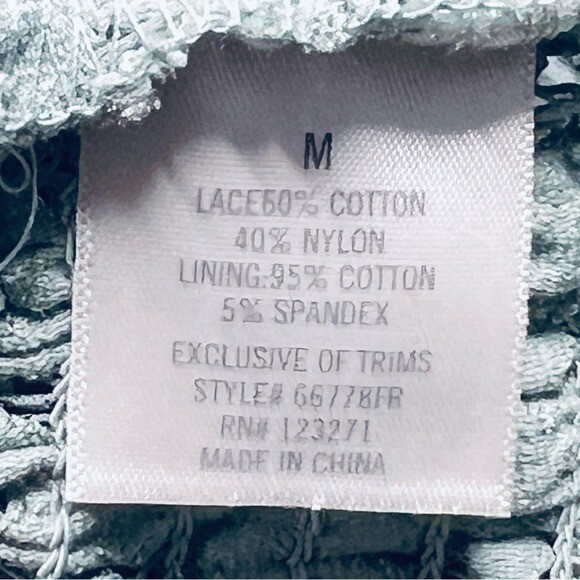 M
LACE60% COTTON
40% NYLON
LINING:95% COTTON
5% SPANDEX
EXCLUSIVE OF TRIMS
STYLE# 66778FR
RN# 123271
MADE IN CHINA